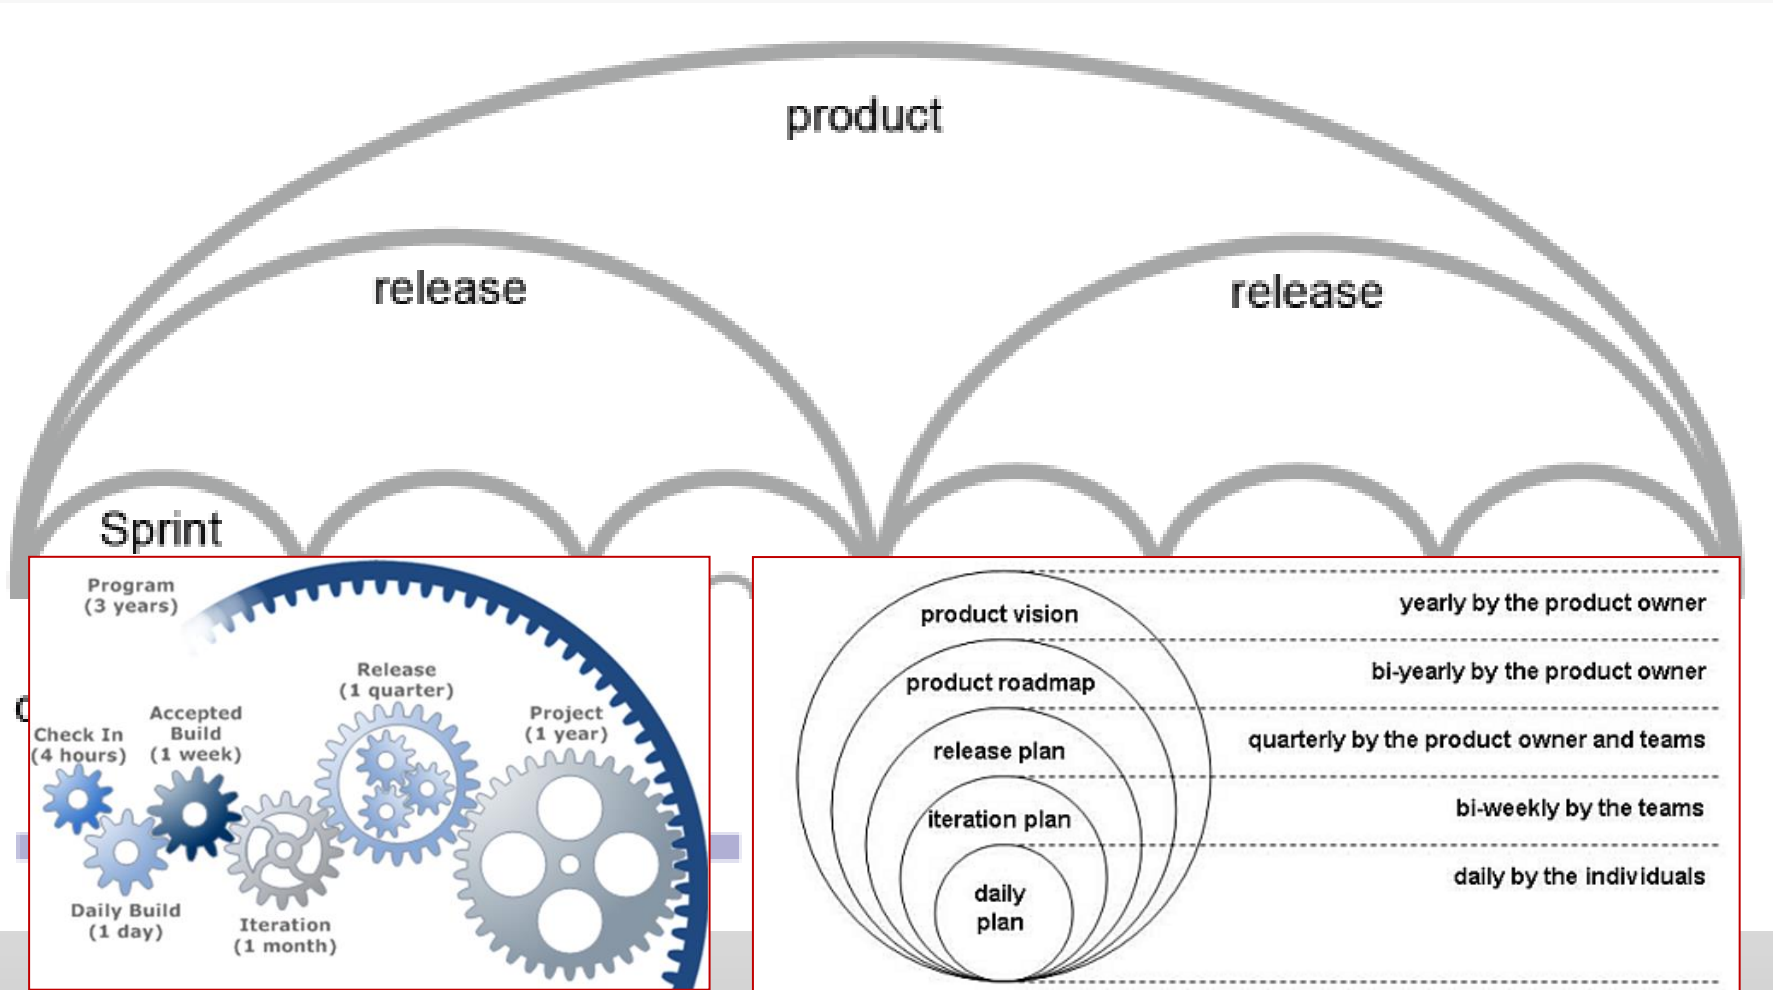 product
release
release
Sprint
Program
(3 years)
Release
(1 quarter)
Project
(1 year)
Accepted
Build
(1 week)
Check In
(4 hours)
Daily Build
(1 day)
Iteration
(1 month)
product vision
yearly by the product owner
product roadmap
bi-yearly by the product owner
release plan
quarterly by the product owner and teams
iteration plan
bi-weekly by the teams
daily
plan
daily by the individuals